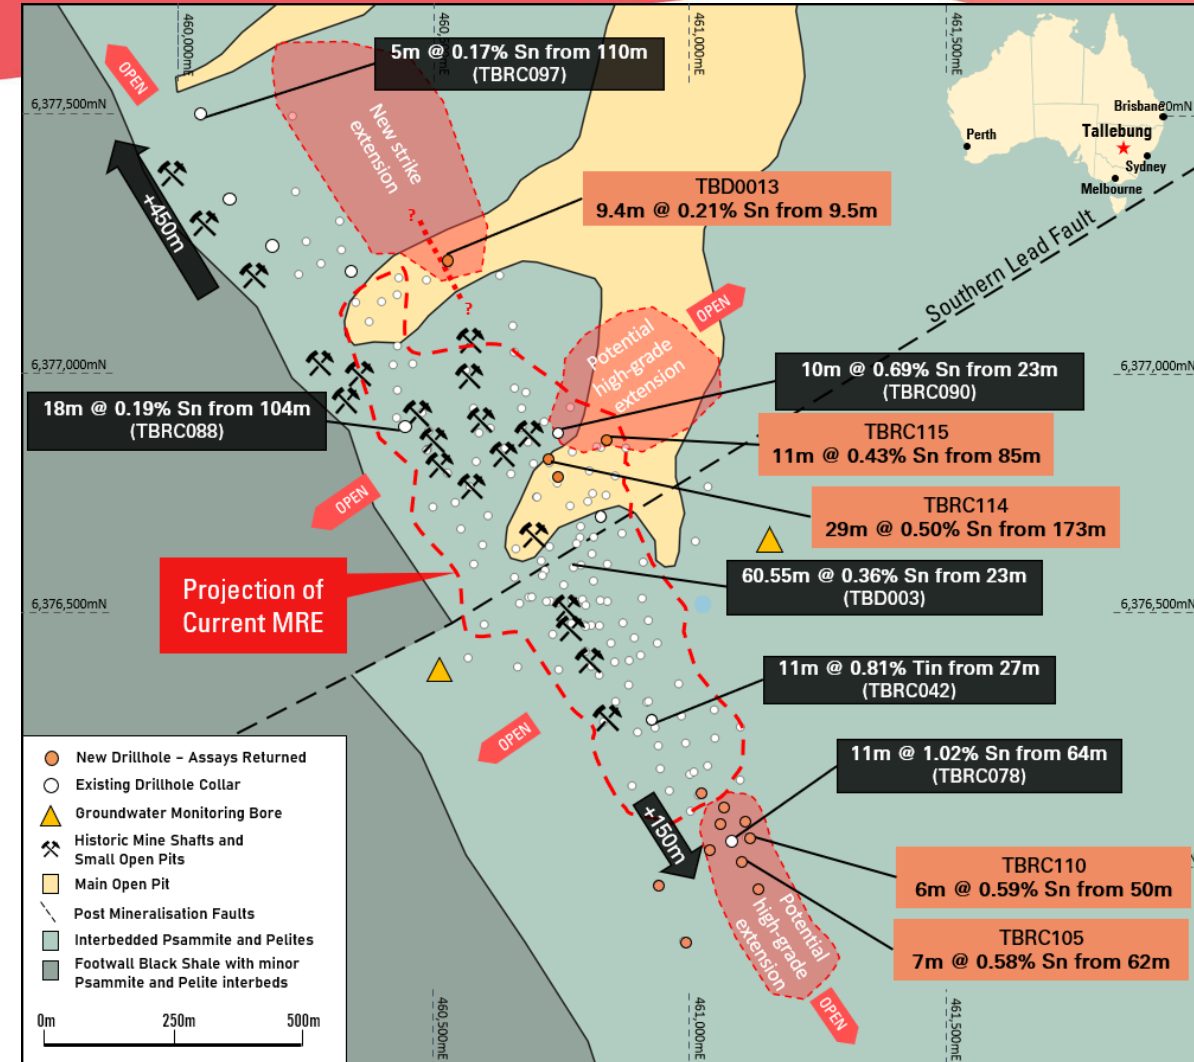 460,000mE
460,5
461,000mE
461,500mE
OPEN
5m @ 0.17% Sn from 110m
(TBRC097)
6,377,500mN
New strike
extension
Brisbane
20mN
Perth
Tallebung
Sydney
Melbourne
+450m
TBD0013
9.4m @ 0.21% Sn from 9.5m
?
?
Southern Lead Fault
OPEN
Potential
high-grade
extension
6,377,000mN
6,377,000mN
10m @ 0.69% Sn from 23m
(TBRC090)
18m @ 0.19% Sn from 104m
(TBRC088)
TBRC115
11m @ 0.43% Sn from 85m
OPEN
TBRC114
29m @ 0.50% Sn from 173m
Projection of
Current MRE
60.55m @ 0.36% Sn from 23m
(TBD003)
6,376,500mN
6,376,500mN
11m @ 0.81% Tin from 27m
(TBRC042)
OPEN
11m @ 1.02% Sn from 64m
(TBRC078)
+150m
TBRC110
6m @ 0.59% Sn from 50m
Potential
high-grade
extension
TBRC105
7m @ 0.58% Sn from 62m
OPEN
New Drillhole – Assays Returned
Existing Drillhole Collar
Groundwater Monitoring Bore
Historic Mine Shafts and
Small Open Pits
Main Open Pit
Post Mineralisation Faults
Interbedded Psammite and Pelites
Footwall Black Shale with minor
Psammite and Pelite interbeds
0m
250m
500m
460,500mE
461,000mE
461,500mE